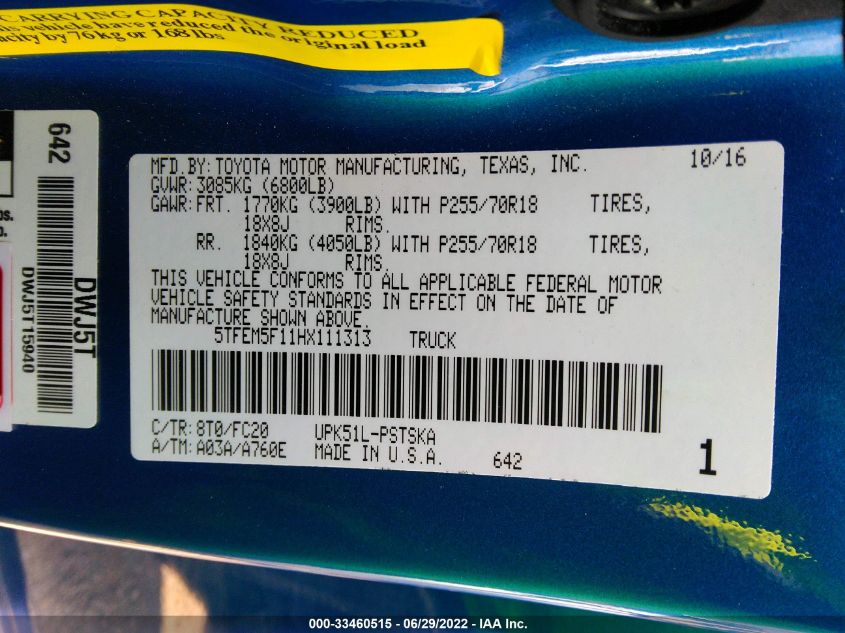 CARRYING CAPACITY REDUCED
this vehicle have reduced the original load
capacity by 76 kg or 168 lbs
642
DWJ5T
DWJ5T15940
MFD.BY:TOYOTA MOTOR MANUFACTURING, TEXAS, INC. 10/16
GVWR:3085KG (6800LB)
GAWR:FRT. 1770KG (3900LB) WITH P255/70R18 TIRES,
18X8J RIMS.
RR. 1840KG (4050LB) WITH P255/70R18 TIRES,
18X8J RIMS.
THIS VEHICLE CONFORMS TO ALL APPLICABLE FEDERAL MOTOR
VEHICLE SAFETY STANDARDS IN EFFECT ON THE DATE OF
MANUFACTURE SHOWN ABOVE.
5TFEM5F11HX111313 TRUCK
C/TR:8T0/FC20 UPK51L-PSTSKA
A/TM:A03A/A760E MADE IN U.S.A. 642 1
000-33460515 - 06/29/2022 - IAA Inc.